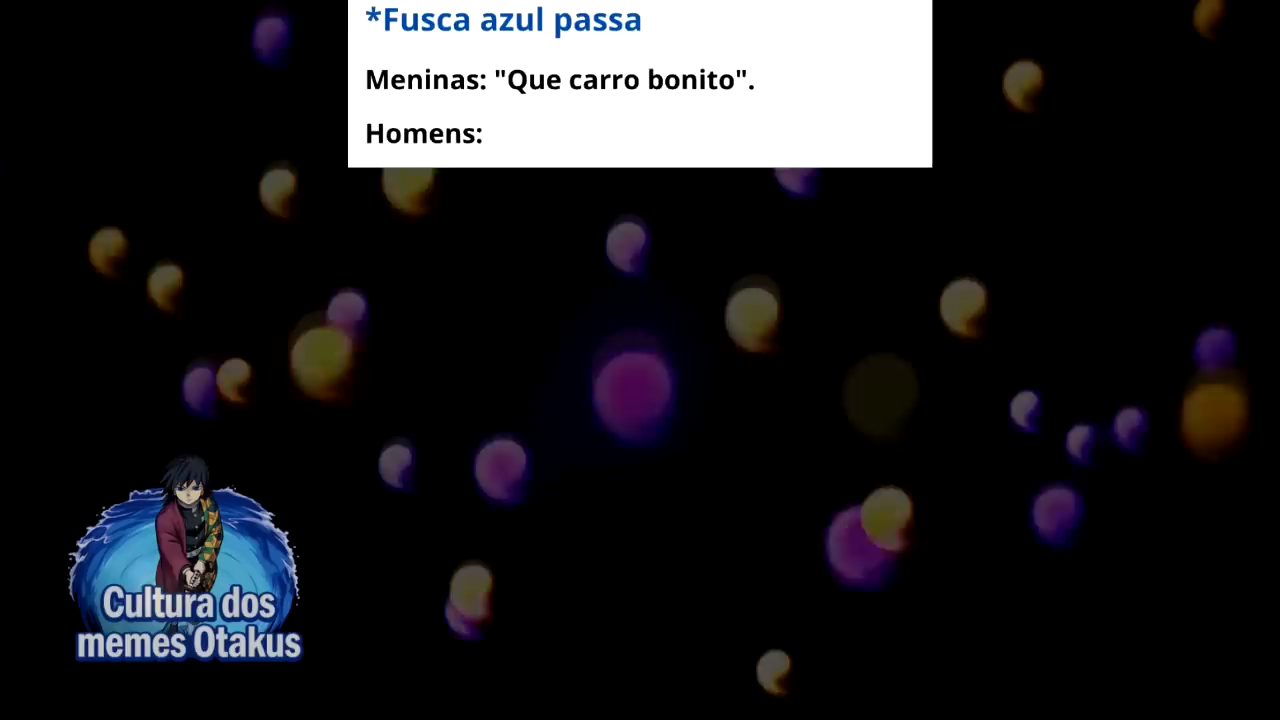 *Fusca azul passa
Meninas: "Que carro bonito".
Homens:
Cultura dos
memes Otakus